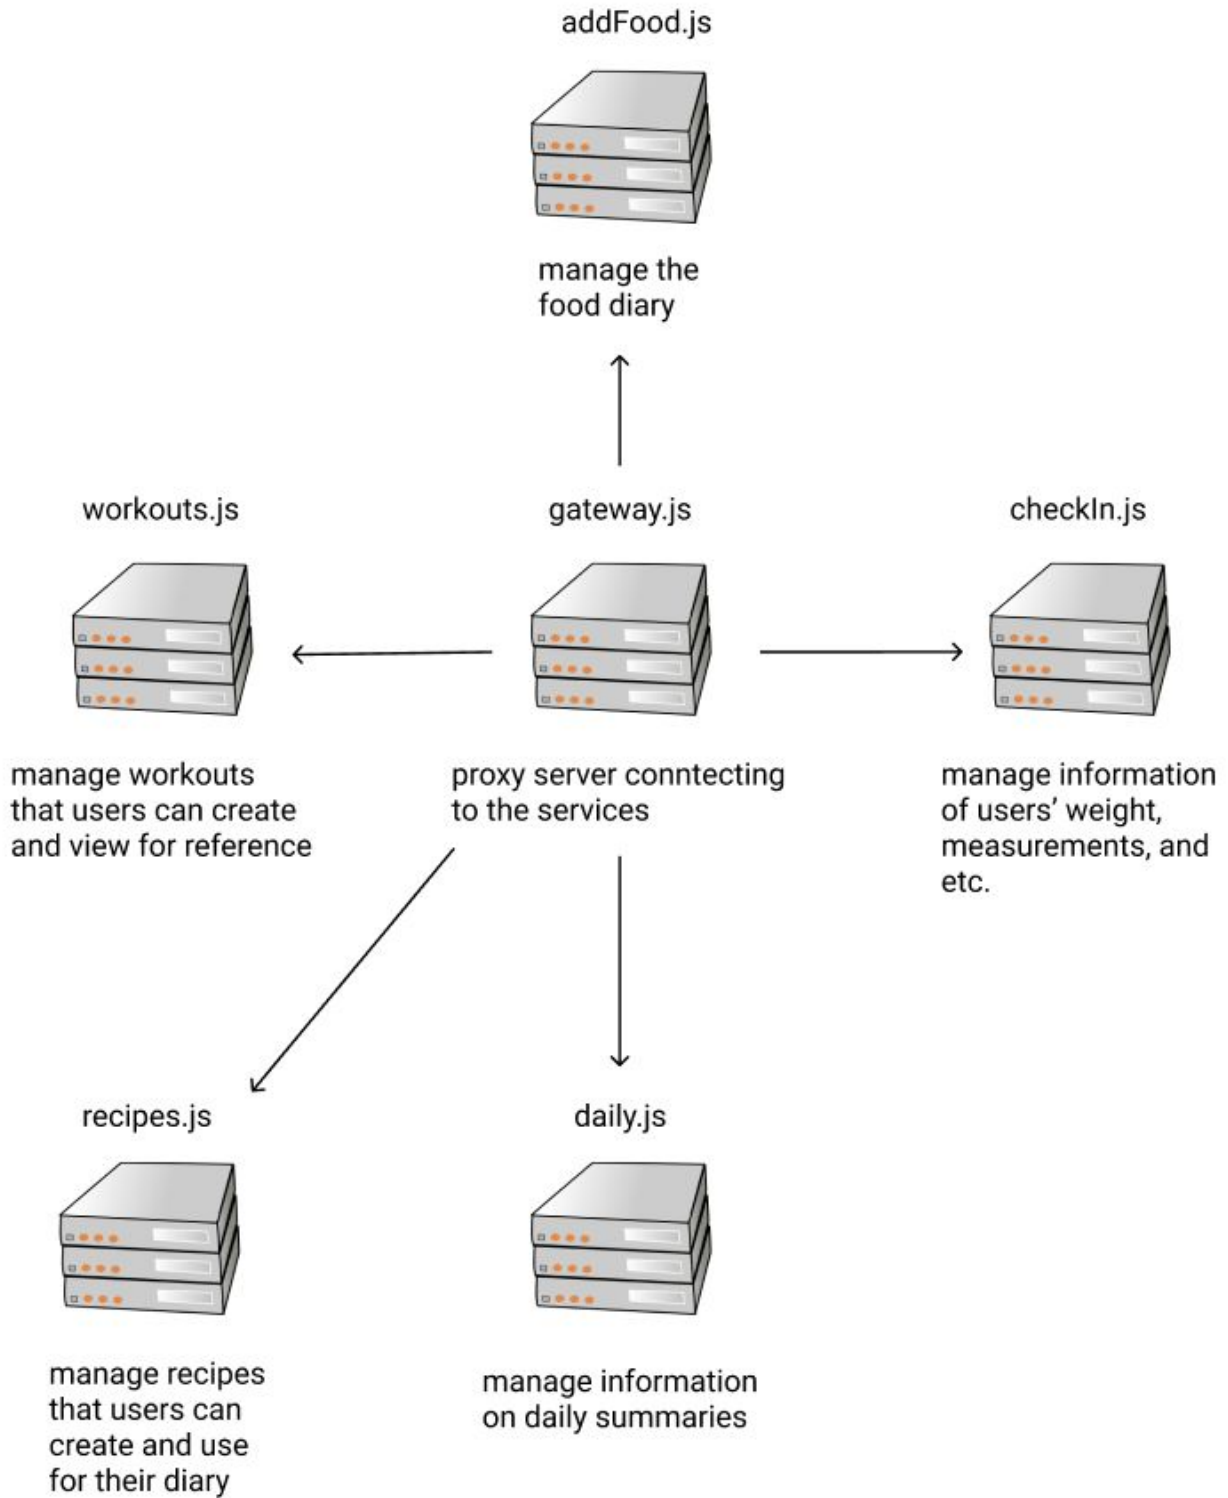 addFood.js
manage the
food diary
workouts.js
gateway.js
checkIn.js
manage workouts
that users can create
and view for reference
proxy server conntecting
to the services
manage information
of users’ weight,
measurements, and
etc.
recipes.js
daily.js
manage recipes
that users can
create and use
for their diary
manage information
on daily summaries